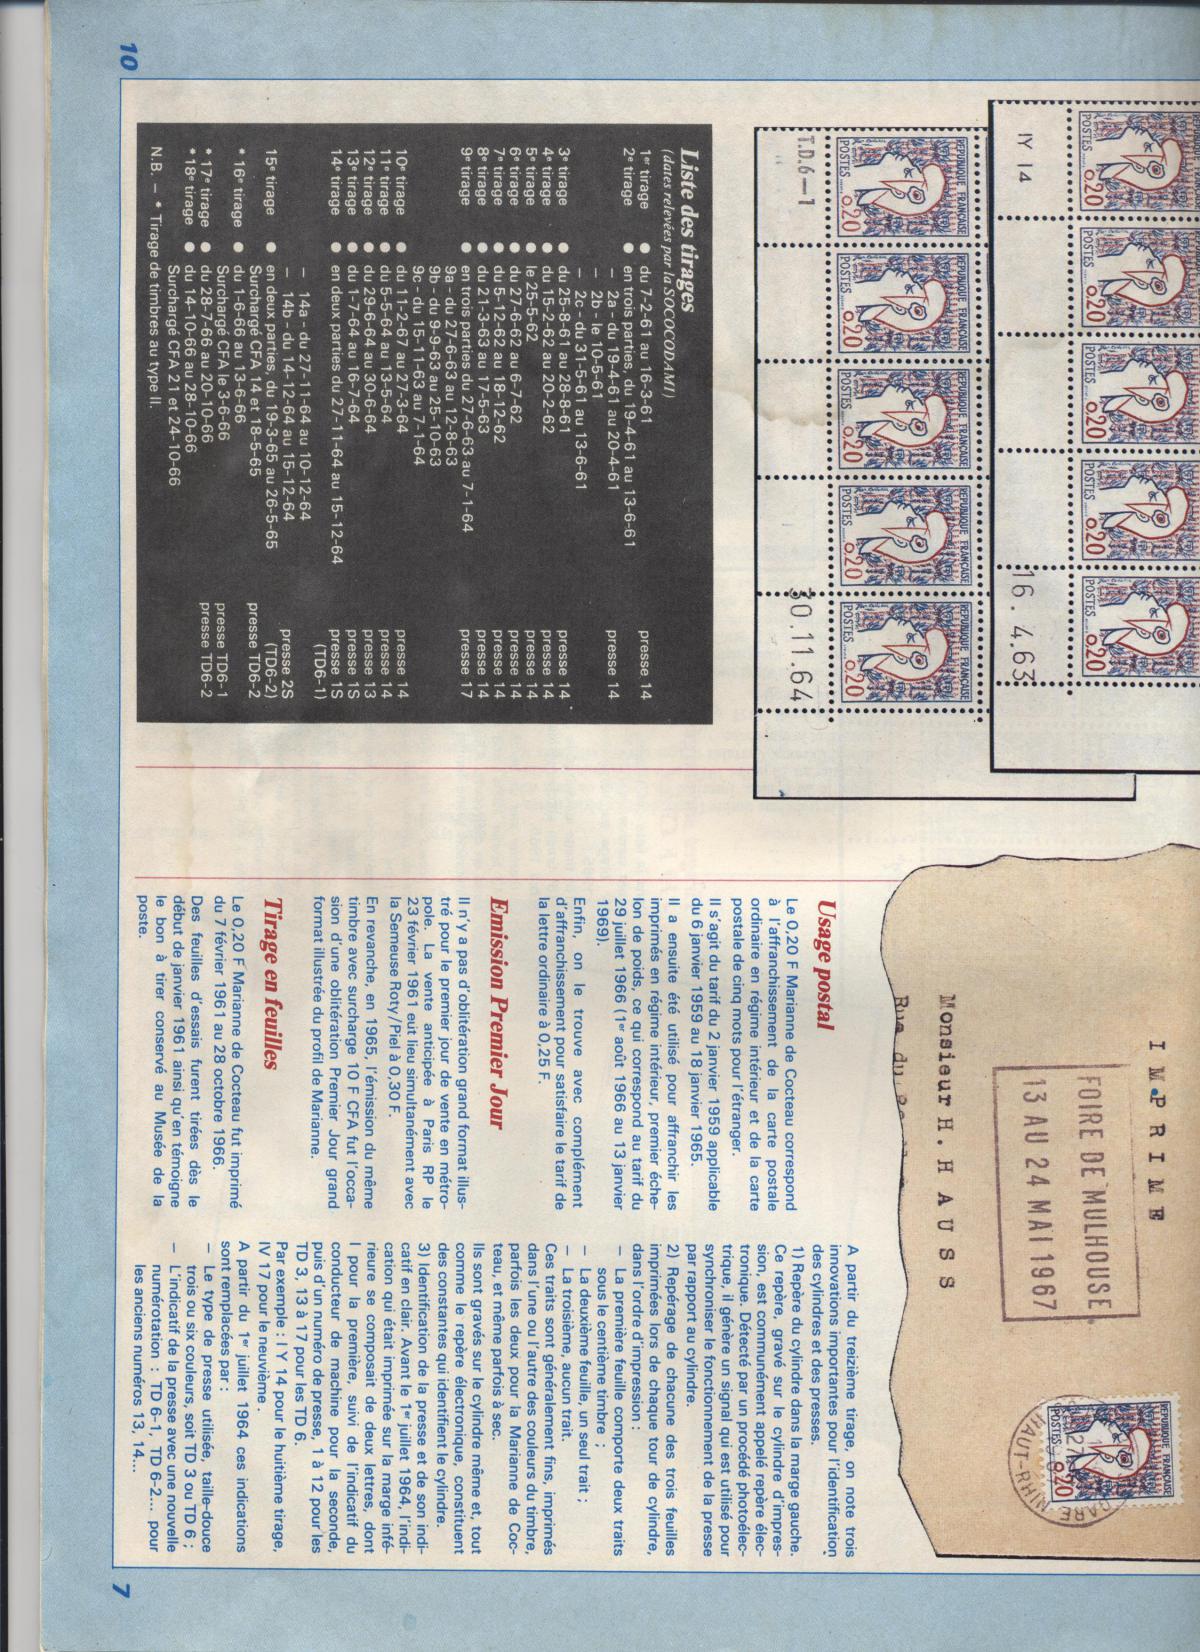 REPUBLIQUE FRANCAISE
POSTES
0,20
REPUBLIQUE FRANCAISE
POSTES
0,20
IY 14
16.4.63
T.D.6—1
30.11.64
Liste des tirages
(dates relevées par la SOCOCODAMI)
1er tirage ● du 7-2-61 au 16-3-61 presse 14
2e tirage ● en trois parties, du 19-4-61 au 13-6-61
– 2a - du 19-4-61 au 20-4-61 presse 14
– 2b - le 10-5-61
– 2c - du 31-5-61 au 13-6-61
3e tirage ● du 25-8-61 au 28-8-61 presse 14
4e tirage ● du 15-2-62 au 20-2-62 presse 14
5e tirage ● le 25-5-62 presse 14
6e tirage ● du 27-6-62 au 6-7-62 presse 14
7e tirage ● du 5-12-62 au 18-12-62 presse 14
8e tirage ● du 21-3-63 au 17-5-63 presse 14
9e tirage ● en trois parties du 27-6-63 au 7-1-64 presse 17
9a - du 27-6-63 au 12-8-63
9b - du 9-9-63 au 25-10-63
9c - du 15-11-63 au 7-1-64
10e tirage ● du 11-2-67 au 27-3-64 presse 14
11e tirage ● du 5-5-64 au 13-5-64 presse 14
12e tirage ● du 29-6-64 au 30-6-64 presse 13
13e tirage ● du 1-7-64 au 16-7-64 presse 1S
14e tirage ● en deux parties du 27-11-64 au 15-12-64 presse 1S
(TD6-1)
– 14a - du 27-11-64 au 10-12-64
– 14b - du 14-12-64 au 15-12-64 presse 2S
(TD6-2)
15e tirage ● en deux parties, du 19-3-65 au 26-5-65
Surchargé CFA 14 et 18-5-65 presse TD6-2
* 16e tirage ● du 1-6-66 au 13-6-66
Surchargé CFA le 3-6-66 presse TD6-1
* 17e tirage ● du 28-7-66 au 20-10-66 presse TD6-2
* 18e tirage ● du 14-10-66 au 28-10-66
Surchargé CFA 21 et 24-10-66
N.B. – * Tirage de timbres au type II.
10
IMPRIME
FOIRE DE MULHOUSE
13 AU 24 MAI 1967
Monsieur H. HAUSS
Rue du
REPUBLIQUE FRANCAISE
POSTES
0,20
HAUT-RHIN
Usage postal
Le 0,20 F Marianne de Cocteau correspond
à l'affranchissement de la carte postale
ordinaire en régime intérieur et de la carte
postale de cinq mots pour l'étranger.
Il s'agit du tarif du 2 janvier 1959 applicable
du 6 janvier 1959 au 18 janvier 1965.
Il a ensuite été utilisé pour affranchir les
imprimés en régime intérieur, premier éche-
lon de poids, ce qui correspond au tarif du
29 juillet 1966 (1er août 1966 au 13 janvier
1969).
Enfin, on le trouve avec complément
d'affranchissement pour satisfaire le tarif de
la lettre ordinaire à 0,25 F.
Emission Premier Jour
Il n'y a pas d'oblitération grand format illus-
tré pour le premier jour de vente en métro-
pole. La vente anticipée à Paris RP le
23 février 1961 eût lieu simultanément avec
la Semeuse Roty/Piel à 0,30 F.
En revanche, en 1965, l'émission du même
timbre avec surcharge 10 F CFA fut l'occa-
sion d'une oblitération Premier Jour grand
format illustrée du profil de Marianne.
Tirage en feuilles
Le 0,20 F Marianne de Cocteau fut imprimé
du 7 février 1961 au 28 octobre 1966.
Des feuilles d'essais furent tirées dès le
début de janvier 1961 ainsi qu'en témoigne
le bon à tirer conservé au Musée de la
poste.
A partir du treizième tirage, on note trois
innovations importantes pour l'identification
des cylindres et des presses.
1) Repère du cylindre dans la marge gauche.
Ce repère, gravé sur le cylindre d'impres-
sion, est communément appelé repère élec-
tronique. Détecté par un procédé photoélec-
trique, il génère un signal qui est utilisé pour
synchroniser le fonctionnement de la presse
par rapport au cylindre.
2) Repérage de chacune des trois feuilles
imprimées lors de chaque tour de cylindre,
dans l'ordre d'impression :
– La première feuille comporte deux traits
sous le centième timbre ;
– La deuxième feuille, un seul trait ;
– La troisième, aucun trait.
Ces traits sont généralement fins, imprimés
dans l'une ou l'autre des couleurs du timbre,
parfois les deux, pour la Marianne de Coc-
teau, et même parfois à sec.
Ils sont gravés sur le cylindre même et, tout
comme le repère électronique, constituent
des constantes qui identifient le cylindre.
3) Identification de la presse et de son indi-
catif en clair. Avant le 1er juillet 1964, l'indi-
cation qui était imprimée sur la marge infé-
rieure se composait de deux lettres, dont
I pour la première, suivi de l'indicatif du
conducteur de machine pour la seconde,
puis d'un numéro de presse, 1 à 12 pour les
TD 3, 13 à 17 pour les TD 6.
Par exemple : I Y 14 pour le huitième tirage,
IV 17 pour le neuvième .
A partir du 1er juillet 1964 ces indications
sont remplacées par :
– Le type de presse utilisée, taille-douce
trois ou six couleurs, soit TD 3 ou TD 6 ;
– L'indicatif de la presse avec une nouvelle
numérotation : TD 6-1, TD 6-2... pour
les anciens numéros 13, 14...
7